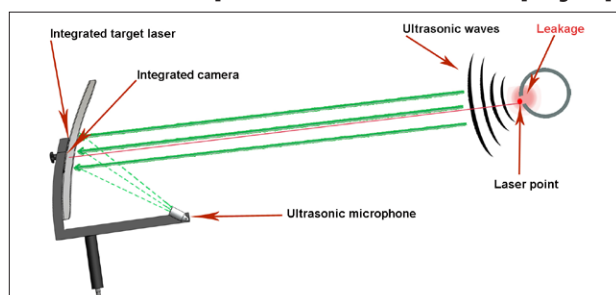 Integrated target laser
Ultrasonic waves
Leakage
Integrated camera
Laser point
Ultrasonic microphone